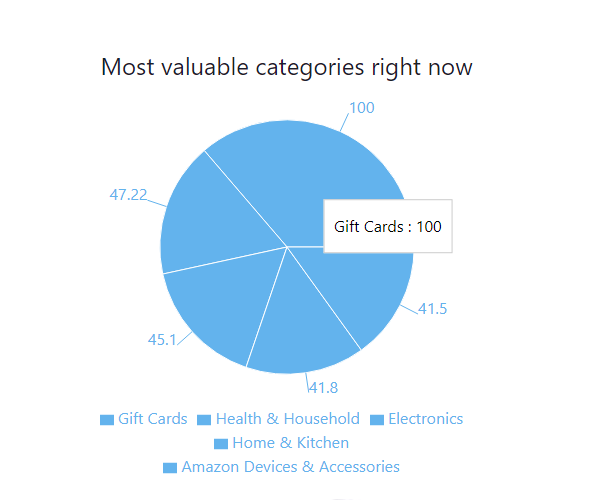 Most valuable categories right now
100
47.22
Gift Cards : 100
41.5
45.1
41.8
Gift Cards Health & Household Electronics
Home & Kitchen
Amazon Devices & Accessories